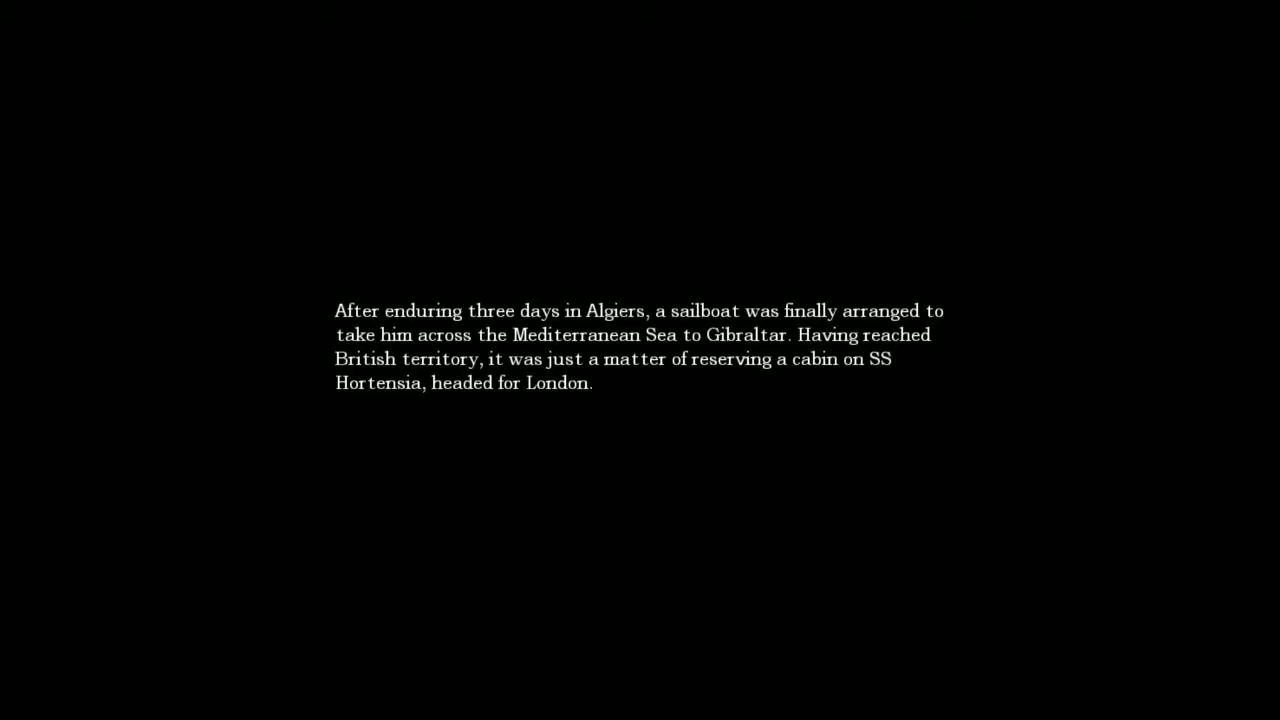 After enduring three days in Algiers, a sailboat was finally arranged to
take him across the Mediterranean Sea to Gibraltar. Having reached
British territory, it was just a matter of reserving a cabin on SS
Hortensia, headed for London.